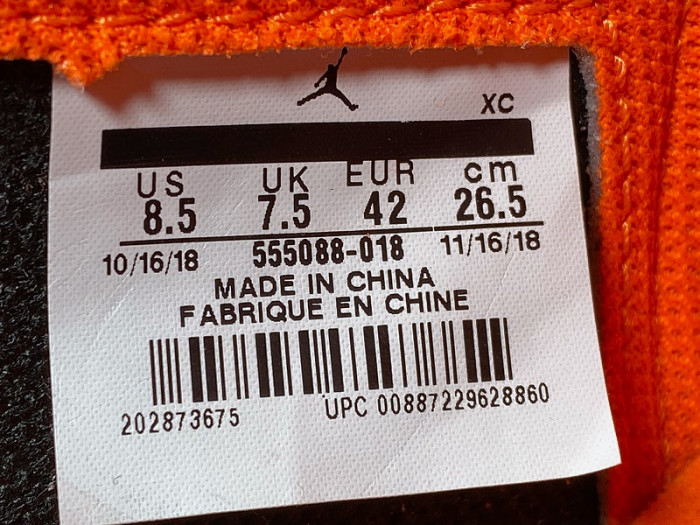 XC
US UK EUR cm
8.5 7.5 42 26.5
10/16/18 555088-018 11/16/18
MADE IN CHINA
FABRIQUE EN CHINE
202873675 UPC 00887229628860